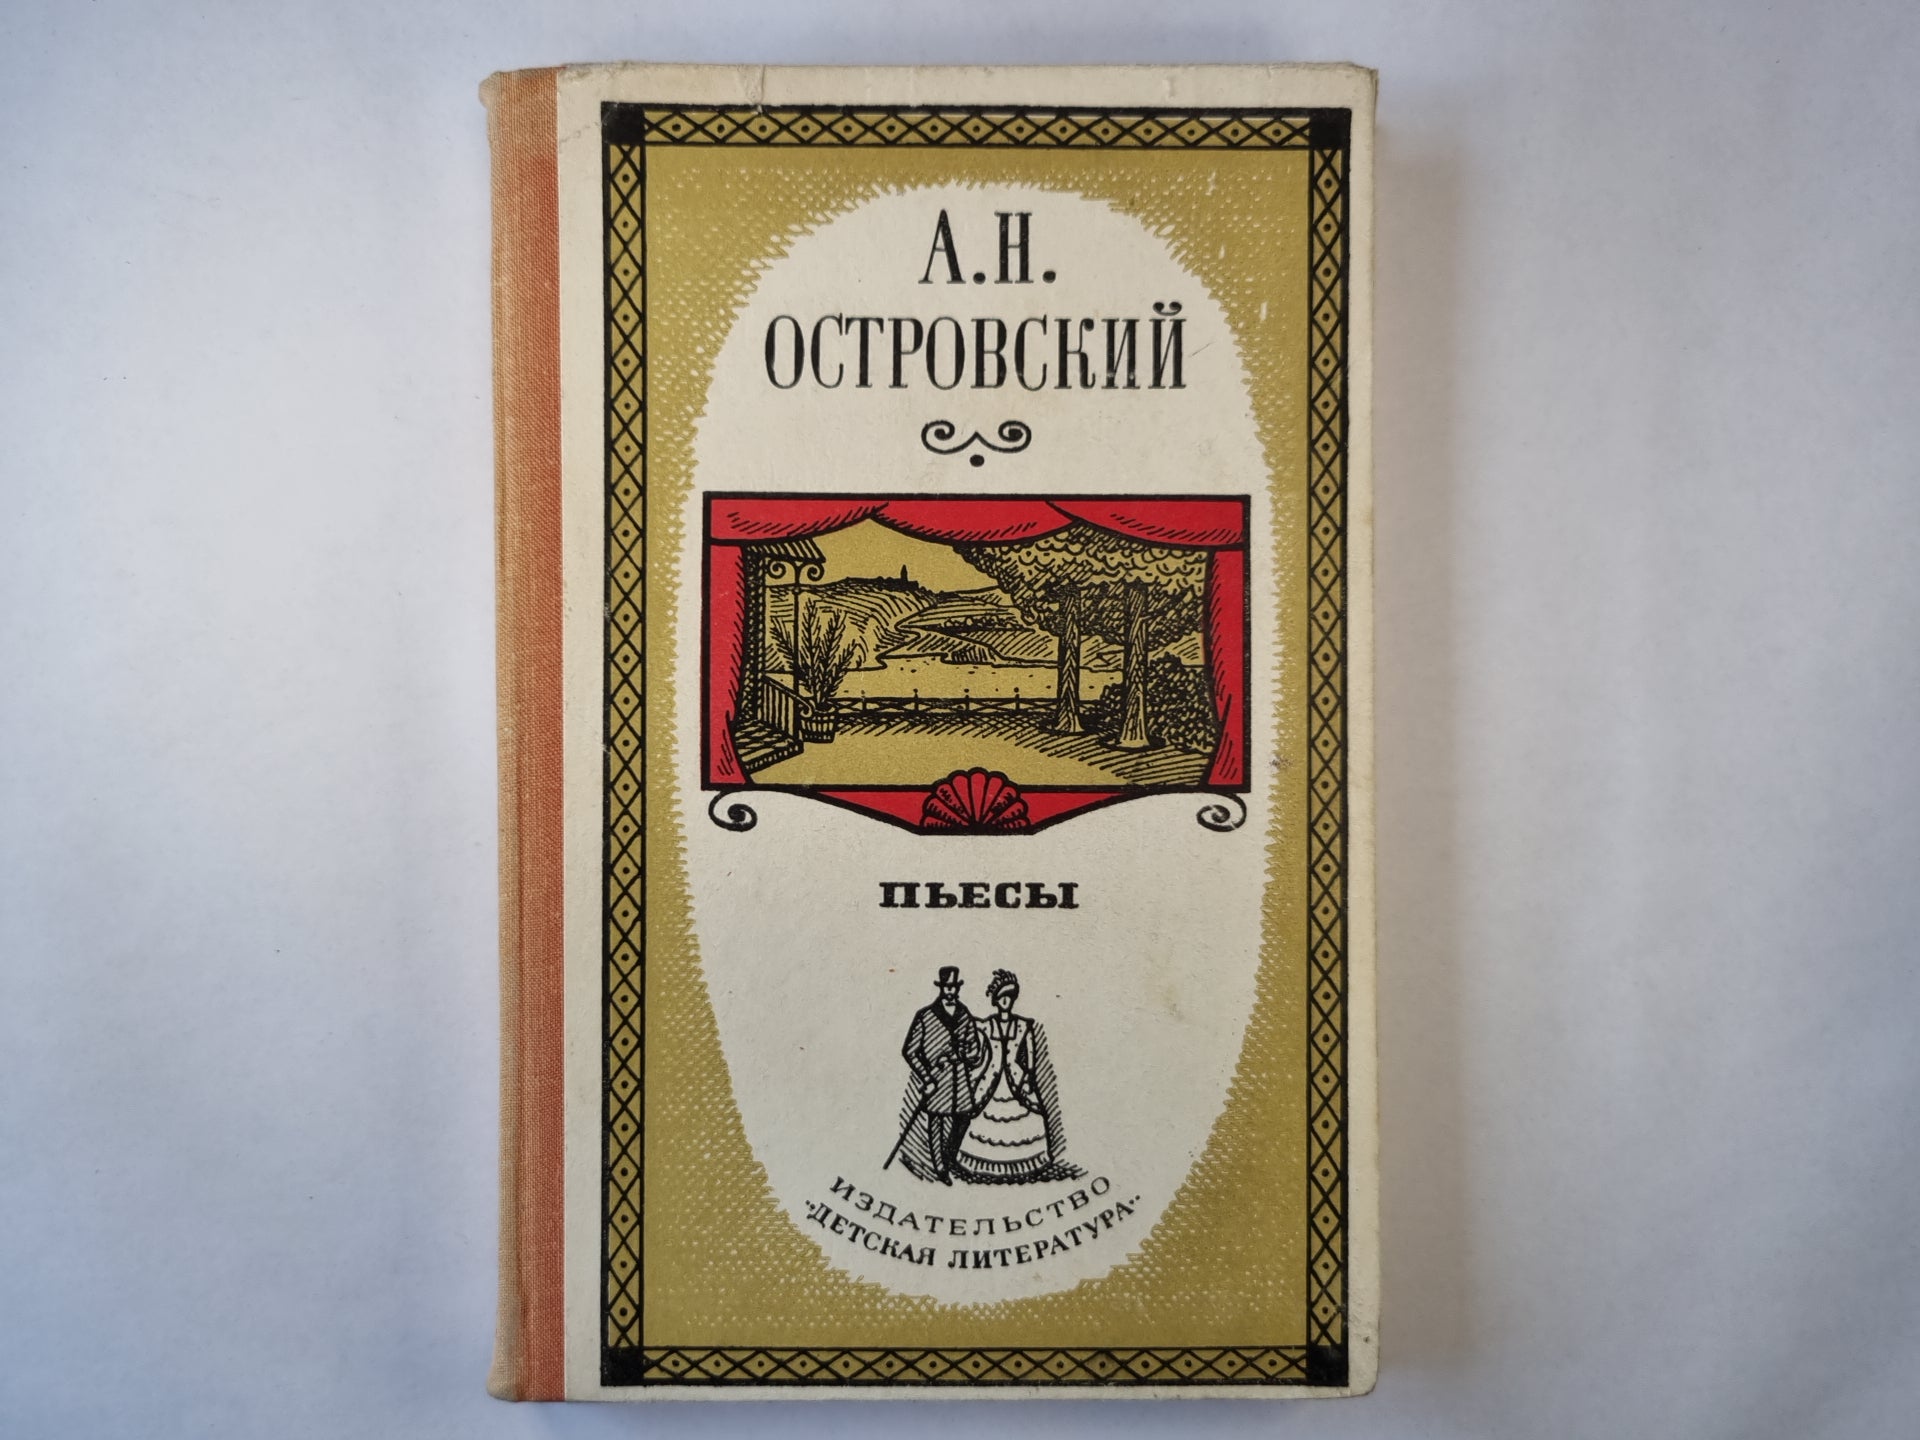 А.Н.
ОСТРОВСКИЙ
ПЬЕСЫ
ИЗДАТЕЛЬСТВО
"ДЕТСКАЯ ЛИТЕРАТУРА"